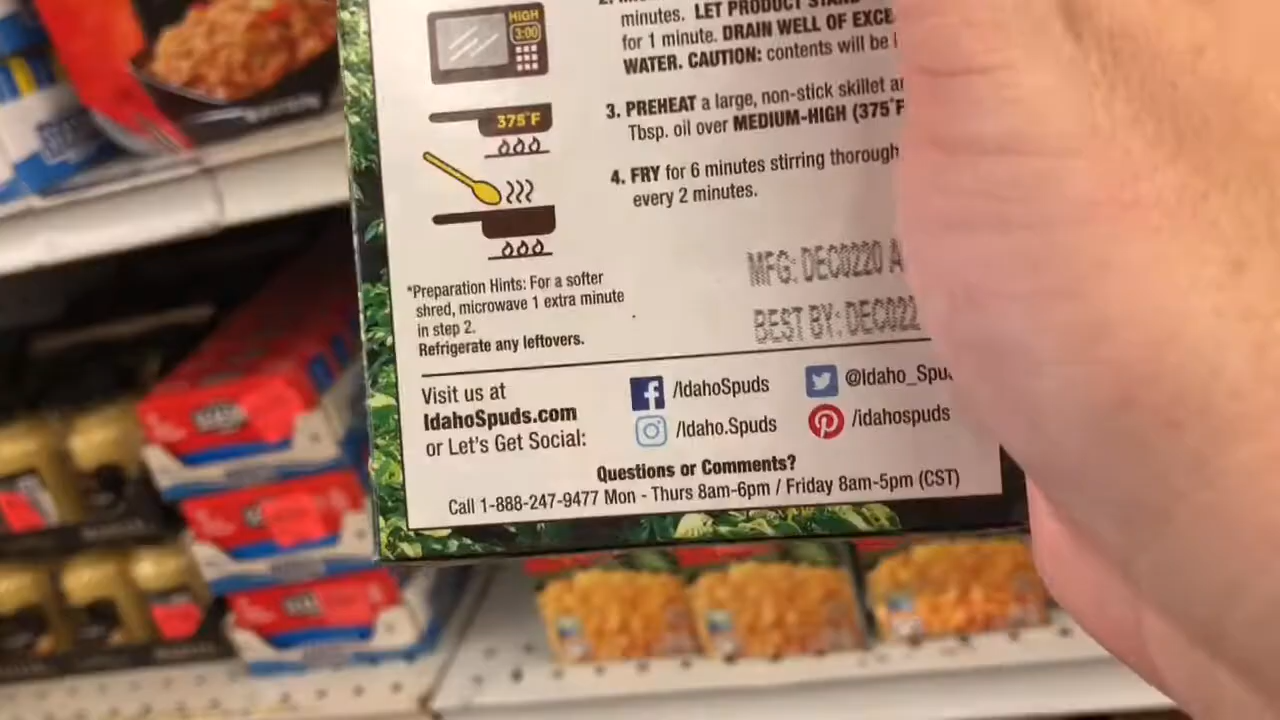 HIGH
3:00
minutes. LET PRODUCT
for 1 minute. DRAIN WELL OF
WATER. CAUTION: contents will be
375°F
3. PREHEAT a large, non-stick skillet
Tbsp. oil over MEDIUM-HIGH (375°F
4. FRY for 6 minutes stirring
every 2 minutes.
*Preparation Hints: For a softer
shred, microwave 1 extra minute
in step 2.
Refrigerate any leftovers.
MFG: DEC0220 A
BEST BY: DEC022
Visit us at
IdahoSpuds.com
or Let's Get Social:
/IdahoSpuds
@Idaho_Spu
/Idaho.Spuds
/idahospuds
Questions or Comments?
Call 1-888-247-9477 Mon - Thurs 8am-6pm / Friday 8am-5pm (CST)